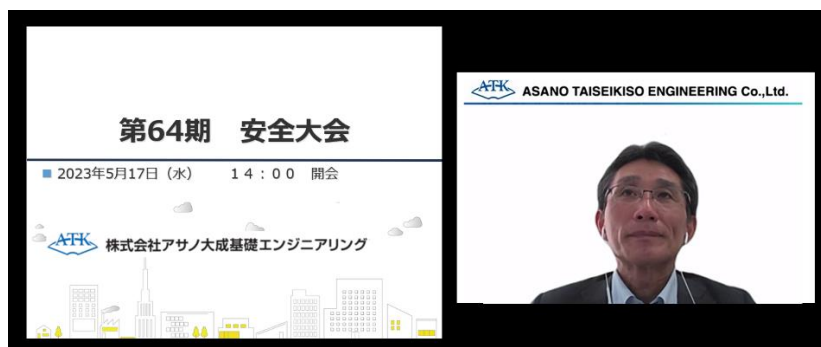 第64期 安全大会
■ 2023年5月17日（水） 14：00 開会
ATK 株式会社アサノ大成基礎エンジニアリング
ATK ASANO TAISEIKISO ENGINEERING Co.,Ltd.